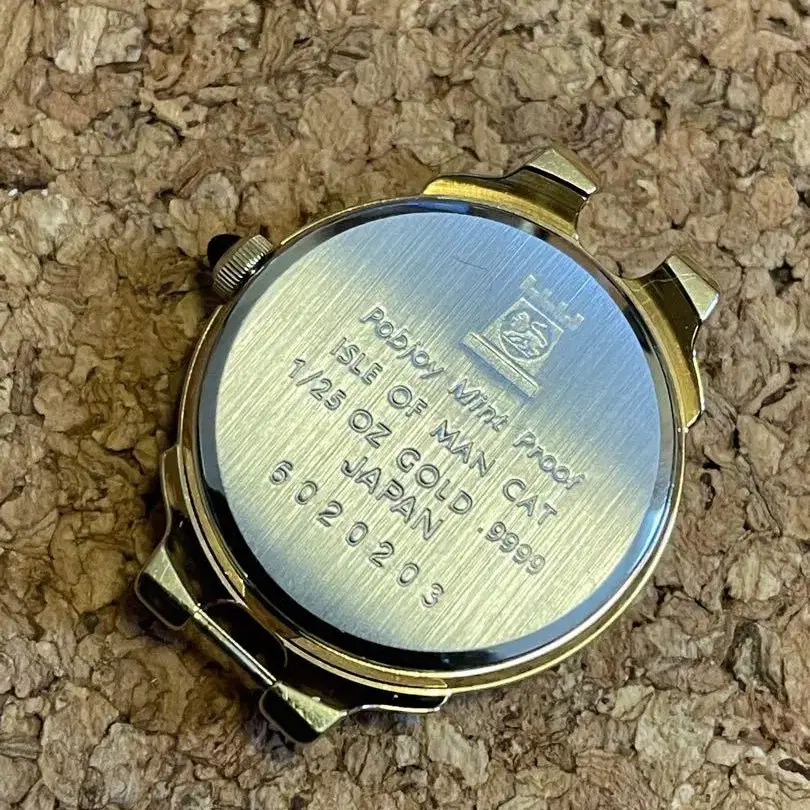 Pobjoy Mint Proof
ISLE OF MAN CAT
1/25 OZ GOLD .9999
JAPAN
6020203